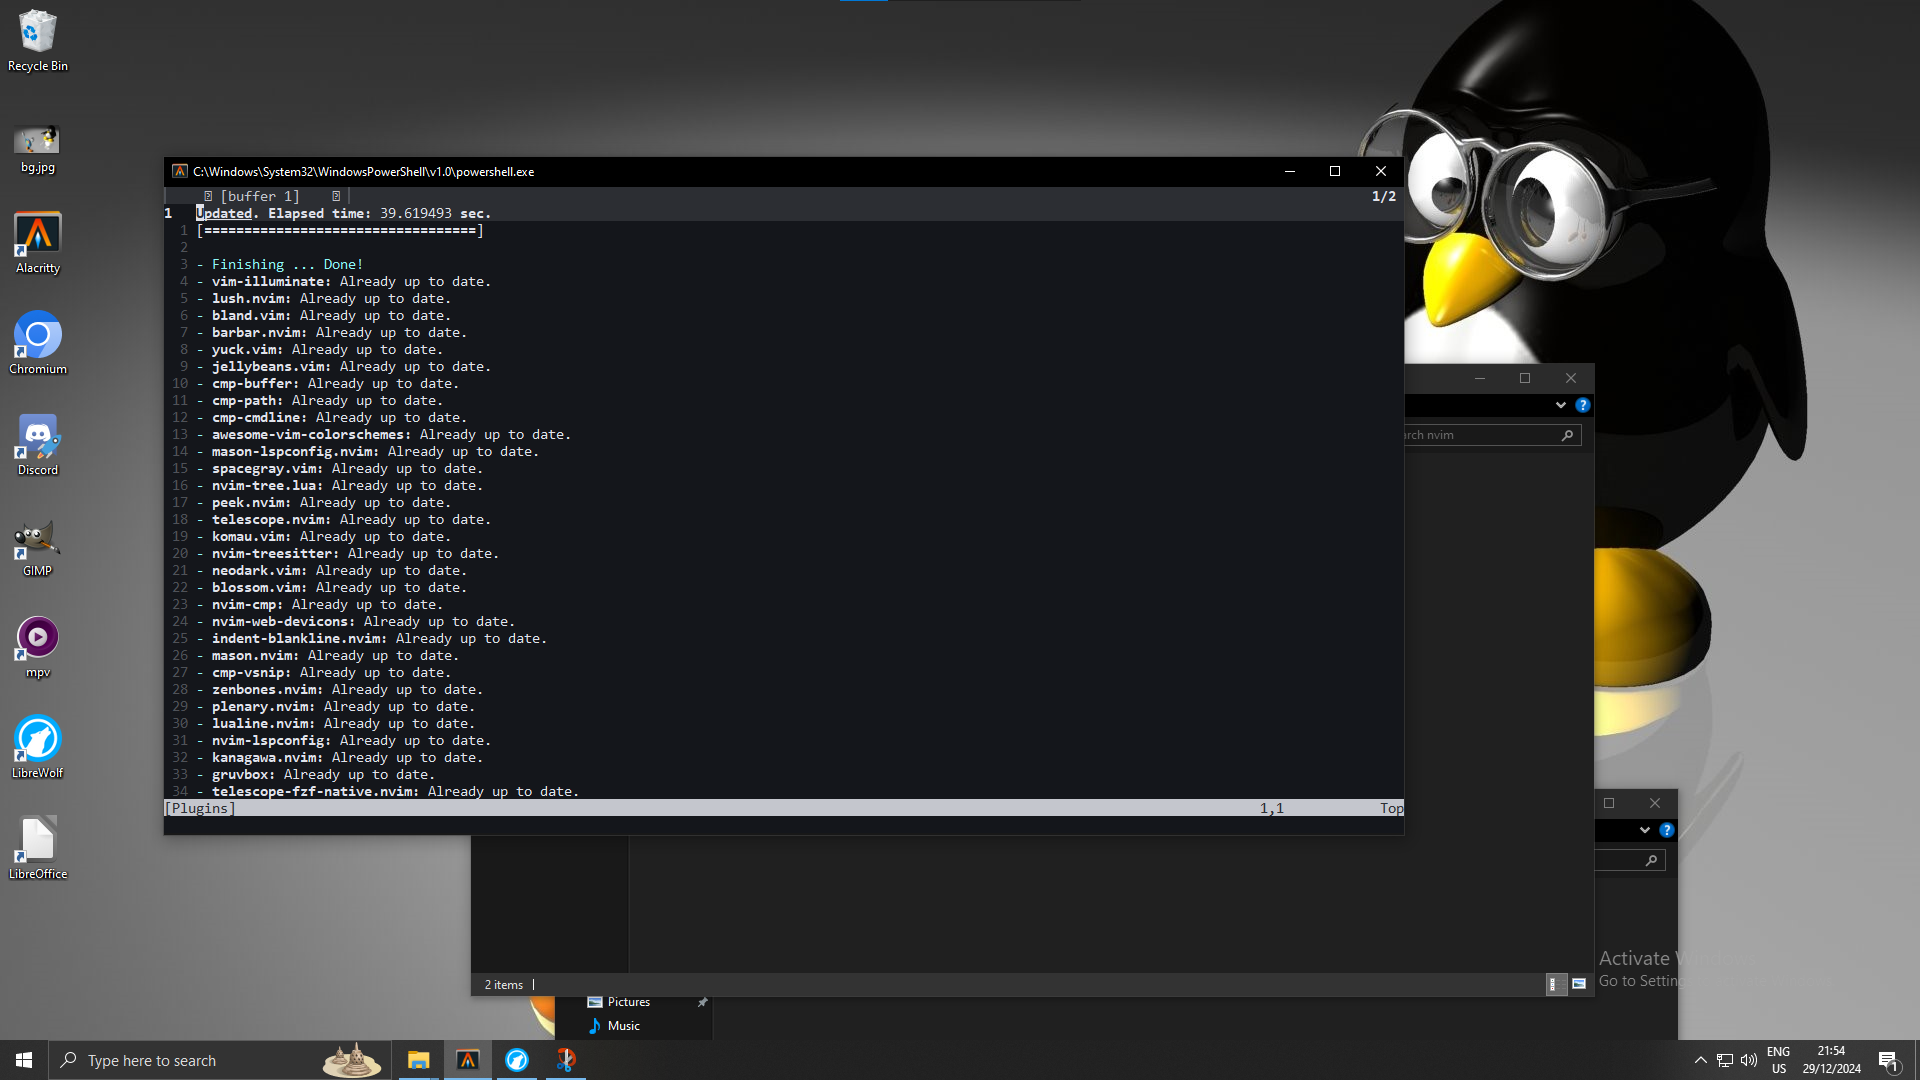 Recycle Bin
bg.jpg
Alacritty
Chromium
Discord
GIMP
mpv
LibreWolf
LibreOffice
C:\Windows\System32\WindowsPowerShell\v1.0\powershell.exe
[buffer 1]
1/2
1 Updated. Elapsed time: 39.619493 sec.
1 [==================================]
2
3 - Finishing ... Done!
4 - vim-illuminate: Already up to date.
5 - lush.nvim: Already up to date.
6 - bland.vim: Already up to date.
7 - barbar.nvim: Already up to date.
8 - yuck.vim: Already up to date.
9 - jellybeans.vim: Already up to date.
10 - cmp-buffer: Already up to date.
11 - cmp-path: Already up to date.
12 - cmp-cmdline: Already up to date.
13 - awesome-vim-colorschemes: Already up to date.
14 - mason-lspconfig.nvim: Already up to date.
15 - spacegray.vim: Already up to date.
16 - nvim-tree.lua: Already up to date.
17 - peek.nvim: Already up to date.
18 - telescope.nvim: Already up to date.
19 - komau.vim: Already up to date.
20 - nvim-treesitter: Already up to date.
21 - neodark.vim: Already up to date.
22 - blossom.vim: Already up to date.
23 - nvim-cmp: Already up to date.
24 - nvim-web-devicons: Already up to date.
25 - indent-blankline.nvim: Already up to date.
26 - mason.nvim: Already up to date.
27 - cmp-vsnip: Already up to date.
28 - zenbones.nvim: Already up to date.
29 - plenary.nvim: Already up to date.
30 - lualine.nvim: Already up to date.
31 - nvim-lspconfig: Already up to date.
32 - kanagawa.nvim: Already up to date.
33 - gruvbox: Already up to date.
34 - telescope-fzf-native.nvim: Already up to date.
[Plugins] 1,1 Top
rch nvim
2 items
Pictures
Music
Activate
Go to Settin
Type here to search
ENG
US
21:54
29/12/2024
1